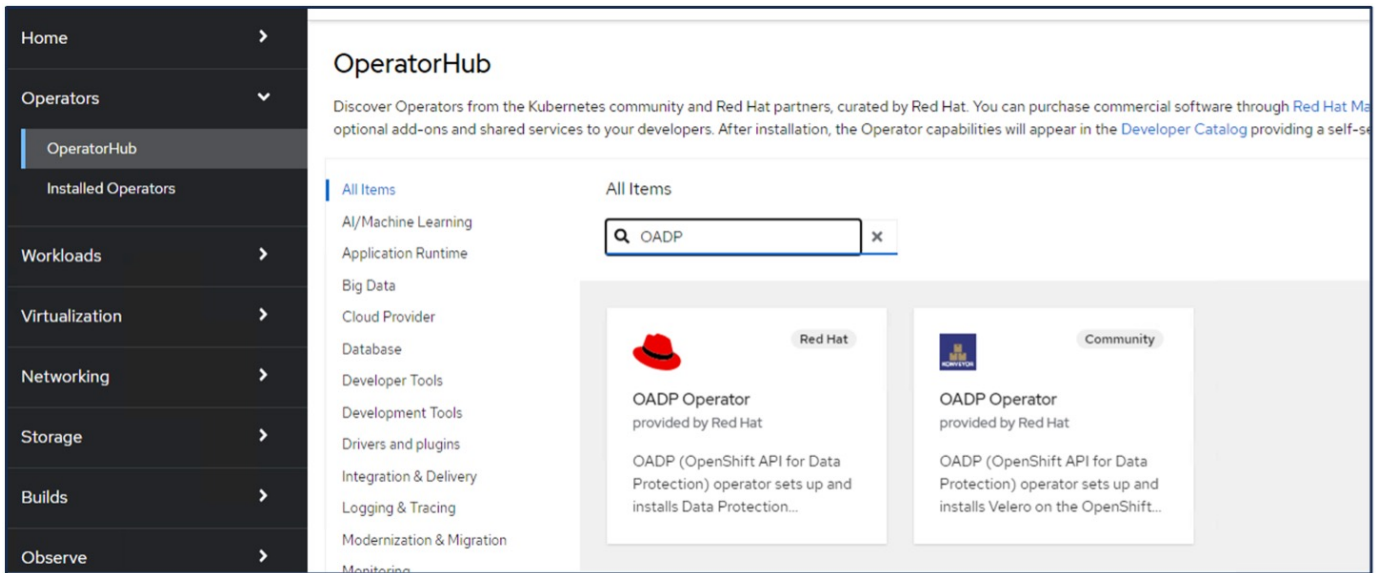 Home
Operators
OperatorHub
Installed Operators
Workloads
Virtualization
Networking
Storage
Builds
Observe
OperatorHub
Discover Operators from the Kubernetes community and Red Hat partners, curated by Red Hat. You can purchase commercial software through Red Hat Ma
optional add-ons and shared services to your developers. After installation, the Operator capabilities will appear in the Developer Catalog providing a self-se
All Items
AI/Machine Learning
Application Runtime
Big Data
Cloud Provider
Database
Developer Tools
Development Tools
Drivers and plugins
Integration & Delivery
Logging & Tracing
Modernization & Migration
Monitoring
All Items
OADP
Red Hat
OADP Operator
provided by Red Hat
OADP (OpenShift API for Data
Protection) operator sets up and
installs Data Protection...
Community
KONVEYOR
OADP Operator
provided by Red Hat
OADP (OpenShift API for Data
Protection) operator sets up and
installs Velero on the OpenShift...